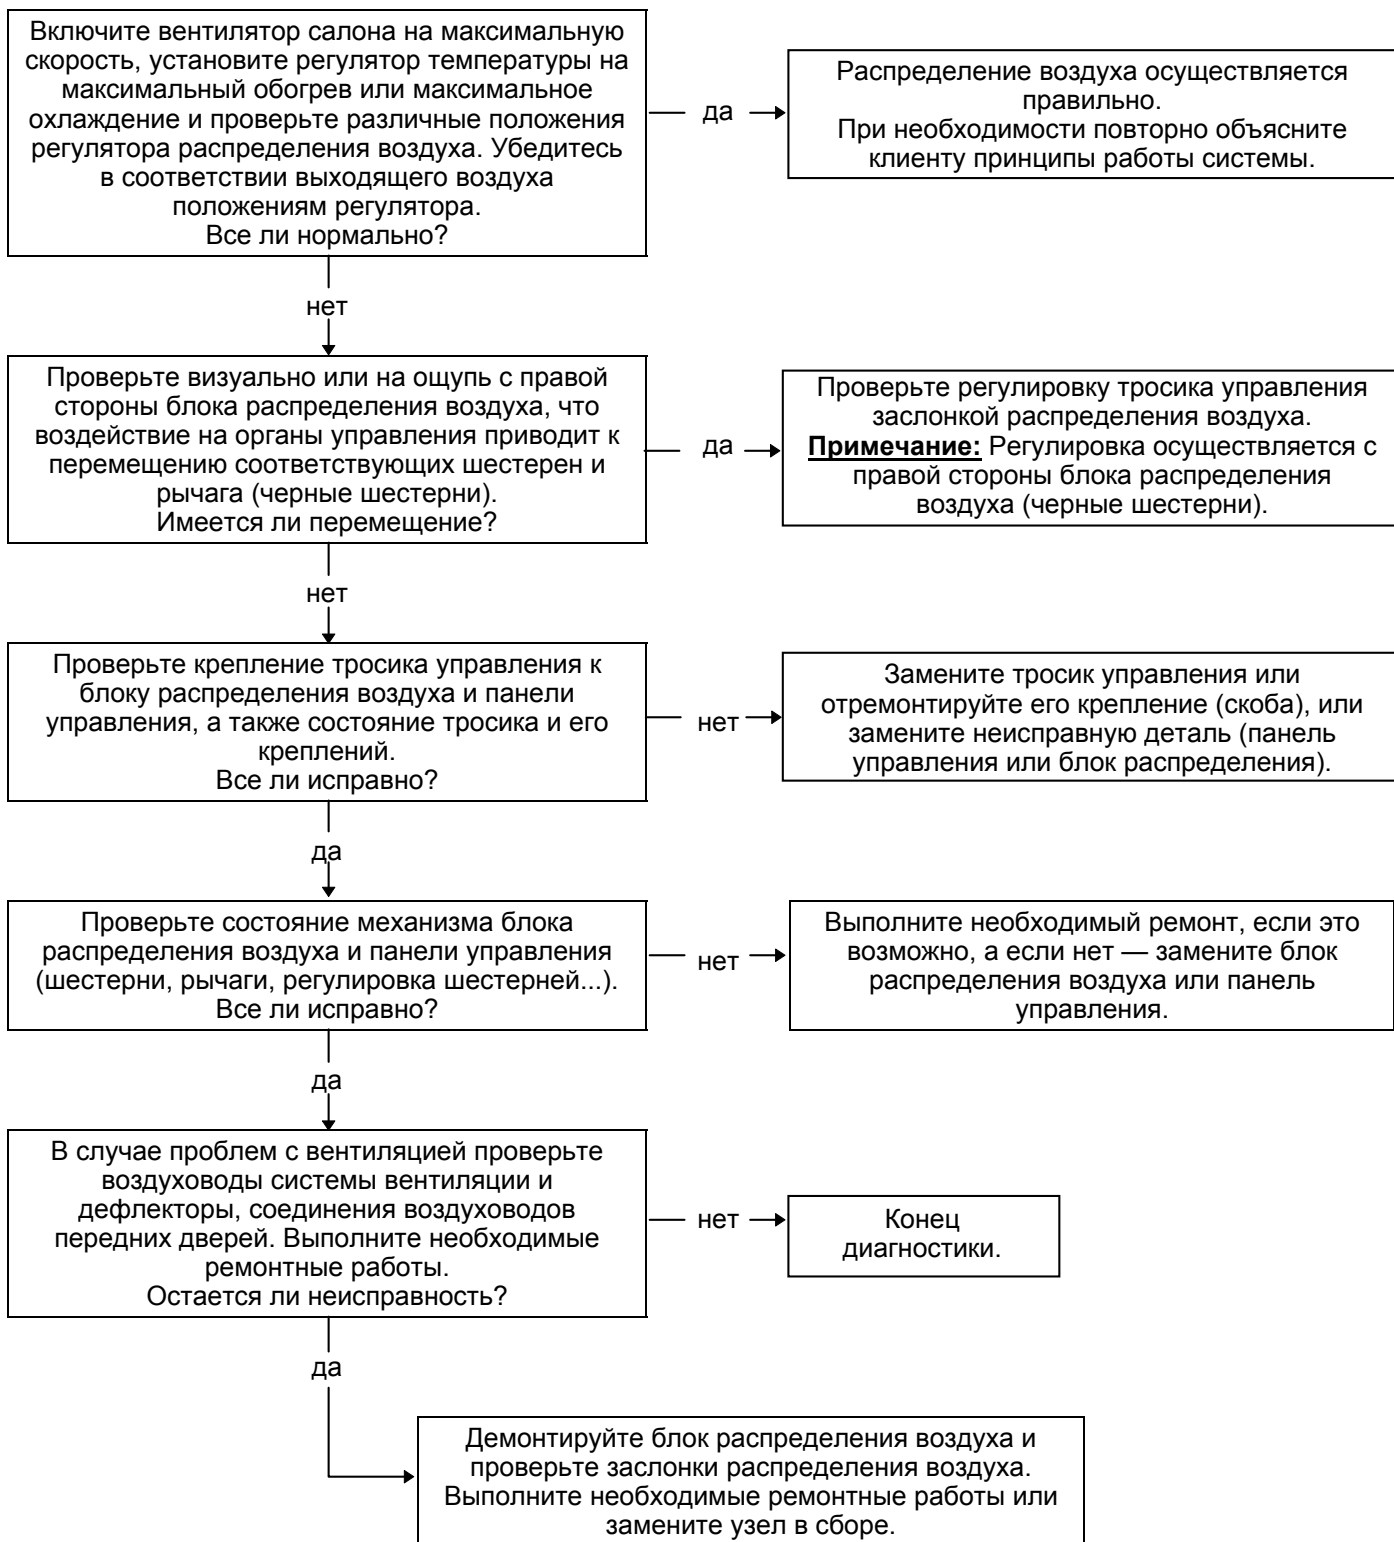 Включите вентилятор салона на максимальную
скорость, установите регулятор температуры на
максимальный обогрев или максимальное
охлаждение и проверьте различные положения
регулятора распределения воздуха. Убедитесь
в соответствии выходящего воздуха
положениям регулятора.
Все ли нормально?
да
Распределение воздуха осуществляется
правильно.
При необходимости повторно объясните
клиенту принципы работы системы.
нет
Проверьте визуально или на ощупь с правой
стороны блока распределения воздуха, что
воздействие на органы управления приводит к
перемещению соответствующих шестерен и
рычага (черные шестерни).
Имеется ли перемещение?
да
Проверьте регулировку тросика управления
заслонкой распределения воздуха.
Примечание: Регулировка осуществляется с
правой стороны блока распределения
воздуха (черные шестерни).
нет
Проверьте крепление тросика управления к
блоку распределения воздуха и панели
управления, а также состояние тросика и его
креплений.
Все ли исправно?
нет
Замените тросик управления или
отремонтируйте его крепление (скоба), или
замените неисправную деталь (панель
управления или блок распределения).
да
Проверьте состояние механизма блока
распределения воздуха и панели управления
(шестерни, рычаги, регулировка шестерней...).
Все ли исправно?
нет
Выполните необходимый ремонт, если это
возможно, а если нет — замените блок
распределения воздуха или панель
управления.
да
В случае проблем с вентиляцией проверьте
воздуховоды системы вентиляции и
дефлекторы, соединения воздуховодов
передних дверей. Выполните необходимые
ремонтные работы.
Остается ли неисправность?
нет
Конец
диагностики.
да
Демонтируйте блок распределения воздуха и
проверьте заслонки распределения воздуха.
Выполните необходимые ремонтные работы или
замените узел в сборе.